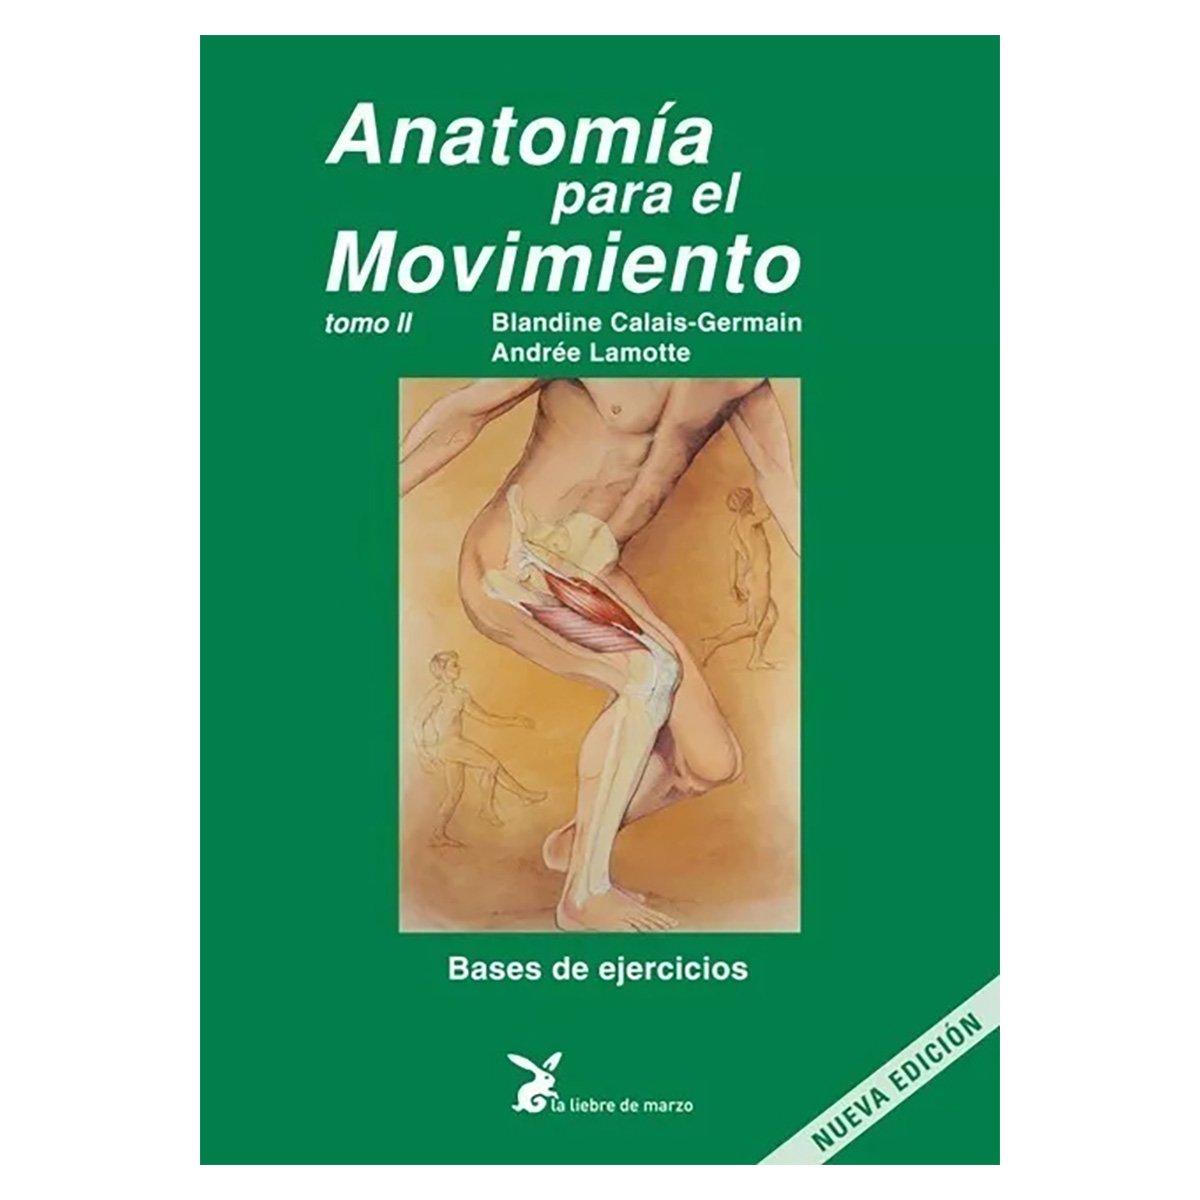 Anatomía
para el
Movimiento
tomo II
Blandine Calais-Germain
Andrée Lamotte
Bases de ejercicios
la liebre de marzo
NUEVA EDICIÓN